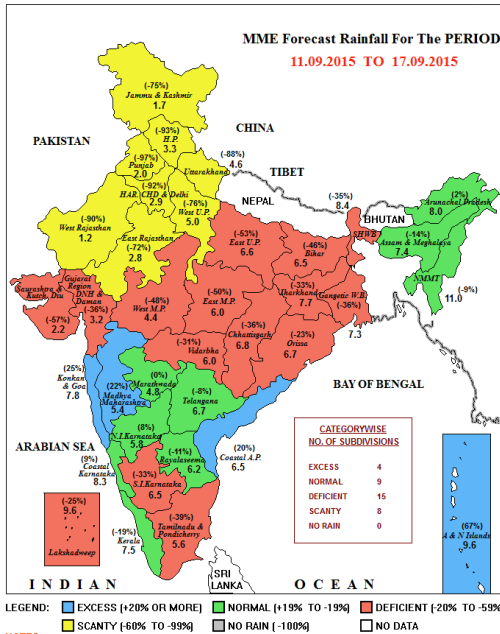 MME Forecast Rainfall For The PERIOD
11.09.2015 TO 17.09.2015
(-75%)
Jammu & Kashmir
1.7
PAKISTAN
CHINA
TIBET
NEPAL
BHUTAN
(-93%)
H.P.
3.3
(-97%)
Punjab
2.0
(-88%)
4.6
Uttarakhand
(-92%)
HAR. CHD & Delhi
2.9
(-76%)
West U.P.
5.0
(-90%)
West Rajasthan
1.2
East Rajasthan
(-72%)
2.8
(-53%)
East U.P.
6.6
(-46%)
Bihar
6.5
(-35%)
8.4
SHWB
(2%)
Arunachal Pradesh
8.0
(-14%)
Assam & Meghalaya
7.4
NMMT
(-9%)
11.0
Saurashtra &
Kutch, Diu
(-57%)
2.2
Gujarat
Region
DNH &
Daman
(-36%)
3.2
(-48%)
West M.P.
4.4
(-50%)
East M.P.
6.0
(-33%)
Jharkhand
7.7
Gangetic W.B.
(-36%)
7.3
(-36%)
Chhattisgarh
6.8
(-23%)
Orissa
6.7
(-31%)
Vidarbha
6.0
(25%)
Konkan
& Goa
7.8
(22%)
Madhya
Maharashtra
5.4
(0%)
Marathwada
4.8
(-8%)
Telangana
6.7
BAY OF BENGAL
ARABIAN SEA
(8%)
N.I.Karnataka
5.8
(-11%)
Rayalaseema
6.2
(20%)
Coastal A.P.
6.5
(9%)
Coastal
Karnataka
8.3
(-33%)
S.I.Karnataka
6.5
(-39%)
Tamilnadu &
Pondicherry
5.6
(-19%)
Kerala
7.5
(-25%)
9.6
Lakshadweep
CATEGORYWISE
NO. OF SUBDIVISIONS
EXCESS 4
NORMAL 9
DEFICIENT 15
SCANTY 8
NO RAIN 0
(67%)
A & N Islands
9.6
SRI
LANKA
INDIAN OCEAN
LEGEND: EXCESS (+20% OR MORE) NORMAL (+19% TO -19%) DEFICIENT (-20% TO -59%
SCANTY (-60% TO -99%) NO RAIN (-100%) NO DATA